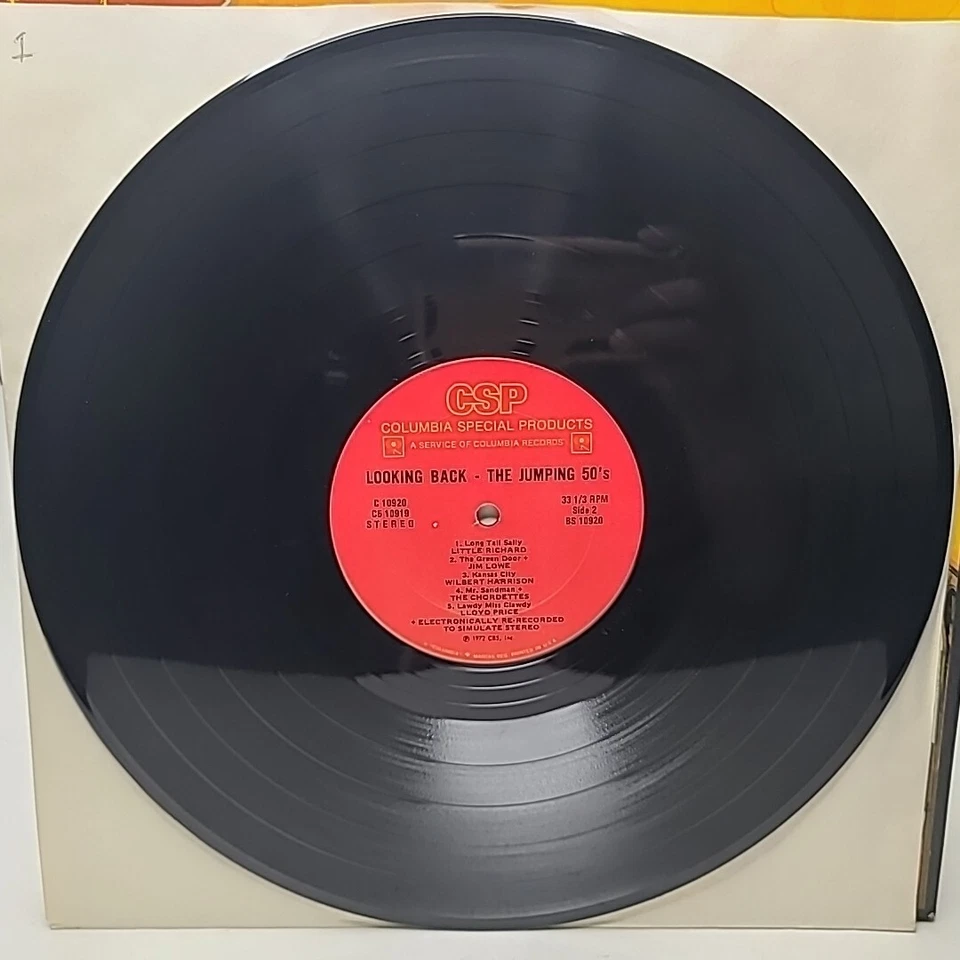 1
CSP
COLUMBIA SPECIAL PRODUCTS
A SERVICE OF COLUMBIA RECORDS
LOOKING BACK - THE JUMPING 50's
C 10920
C5 10919
STEREO
33 1/3 RPM
Side 2
BS 10920
1. Long Tall Sally
LITTLE RICHARD
2. The Green Door +
JIM LOWE
3. Kansas City
WILBERT HARRISON
4. Mr. Sandman +
THE CHORDETTES
5. Lawdy Miss Clawdy
LLOYD PRICE
+ ELECTRONICALLY RE-RECORDED
TO SIMULATE STEREO
℗ 1972 CBS, Inc